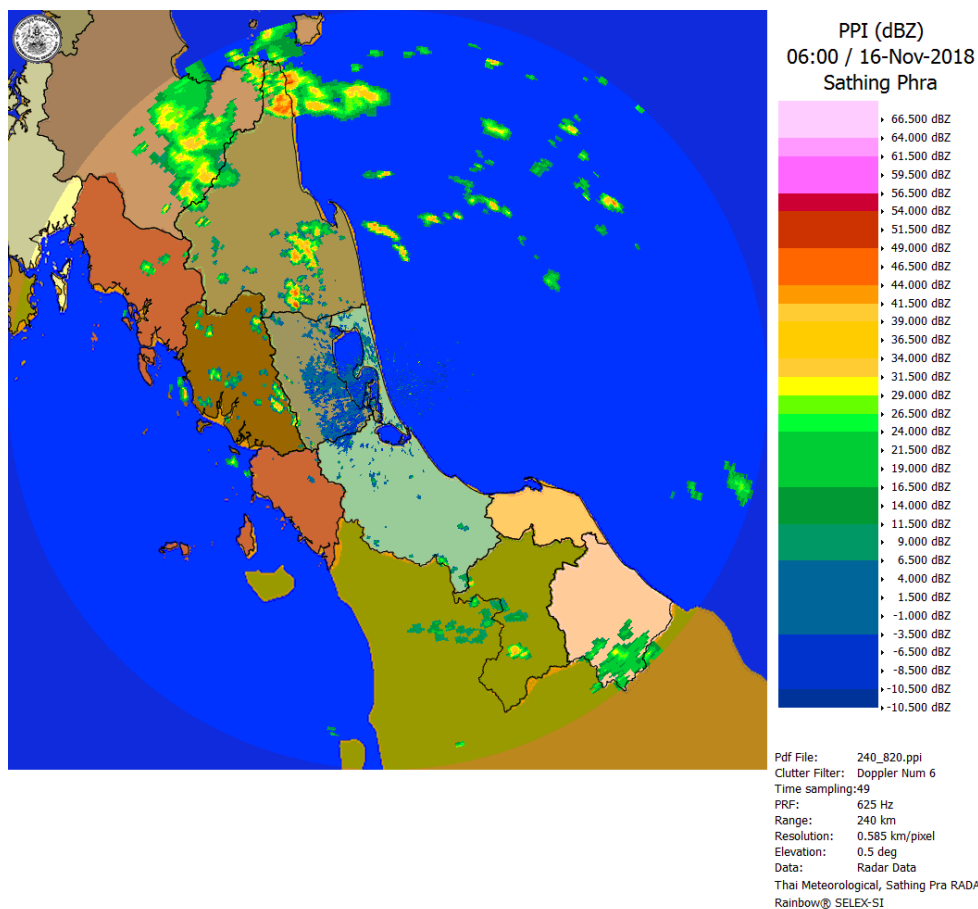 PPI (dBZ)
06:00 / 16-Nov-2018
Sathing Phra
66.500 dBZ
64.000 dBZ
61.500 dBZ
59.500 dBZ
56.500 dBZ
54.000 dBZ
51.500 dBZ
49.000 dBZ
46.500 dBZ
44.000 dBZ
41.500 dBZ
39.000 dBZ
36.500 dBZ
34.000 dBZ
31.500 dBZ
29.000 dBZ
26.500 dBZ
24.000 dBZ
21.500 dBZ
19.000 dBZ
16.500 dBZ
14.000 dBZ
11.500 dBZ
9.000 dBZ
6.500 dBZ
4.000 dBZ
1.500 dBZ
-1.000 dBZ
-3.500 dBZ
-6.500 dBZ
-8.500 dBZ
-10.500 dBZ
-10.500 dBZ
Pdf File: 240_820.ppi
Clutter Filter: Doppler Num 6
Time sampling:49
PRF: 625 Hz
Range: 240 km
Resolution: 0.585 km/pixel
Elevation: 0.5 deg
Data: Radar Data
Thai Meteorological, Sathing Pra RADA
Rainbow® SELEX-SI